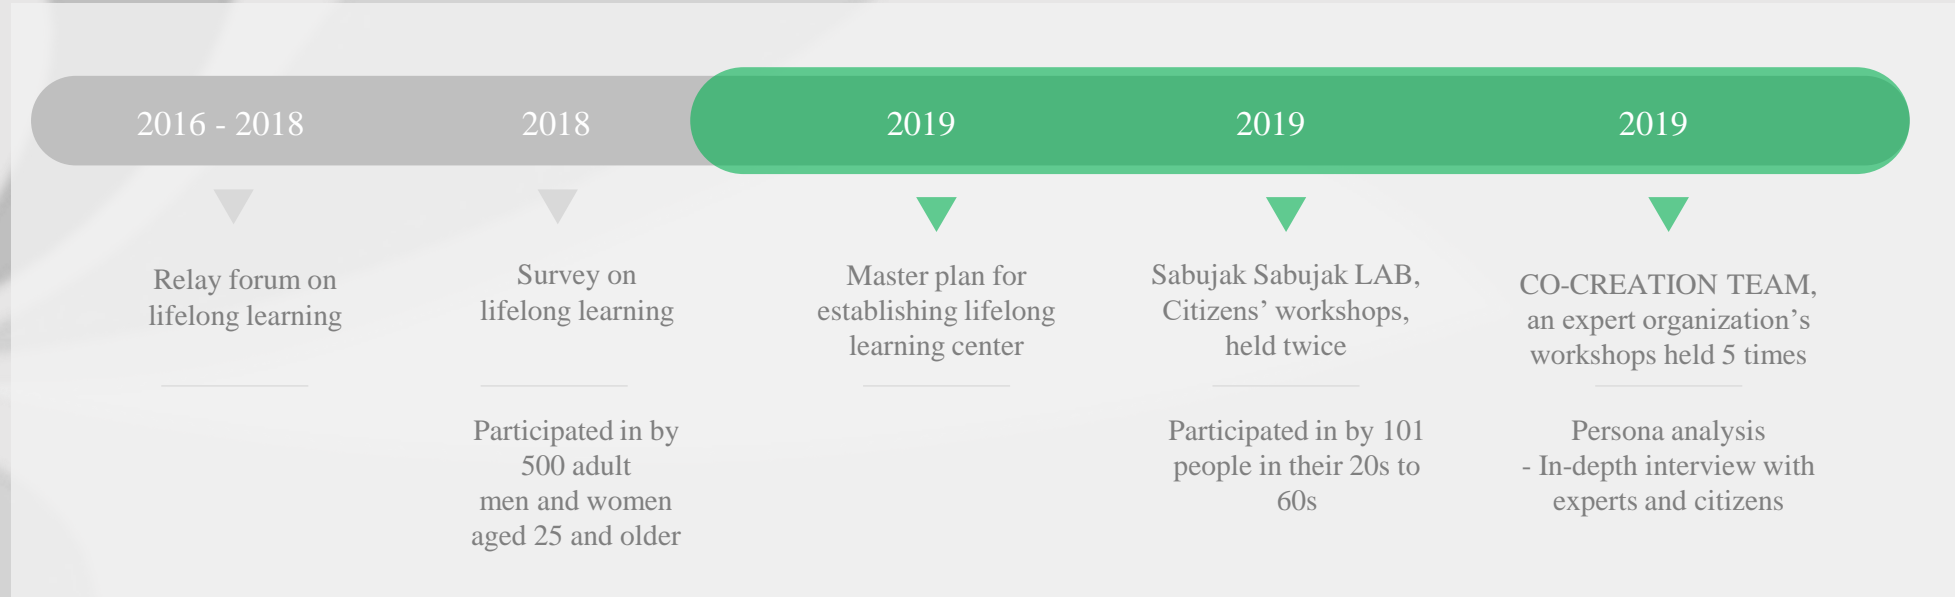 2016 - 2018
2018
2019
2019
2019
Relay forum on
lifelong learning
Survey on
lifelong learning
Participated in by
500 adult
men and women
aged 25 and older
Master plan for
establishing lifelong
learning center
Sabujak Sabujak LAB,
Citizens’ workshops,
held twice
Participated in by 101
people in their 20s to
60s
CO-CREATION TEAM,
an expert organization’s
workshops held 5 times
Persona analysis
- In-depth interview with
experts and citizens